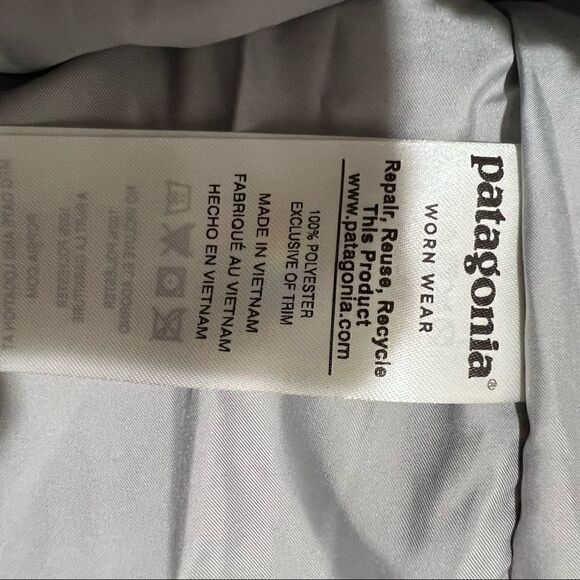 patagonia®
WORN WEAR
Repair, Reuse, Recycle
This Product
www.patagonia.com
100% POLYESTER
EXCLUSIVE OF TRIM
MADE IN VIETNAM
FABRIQUÉ AU VIETNAM
HECHO EN VIETNAM